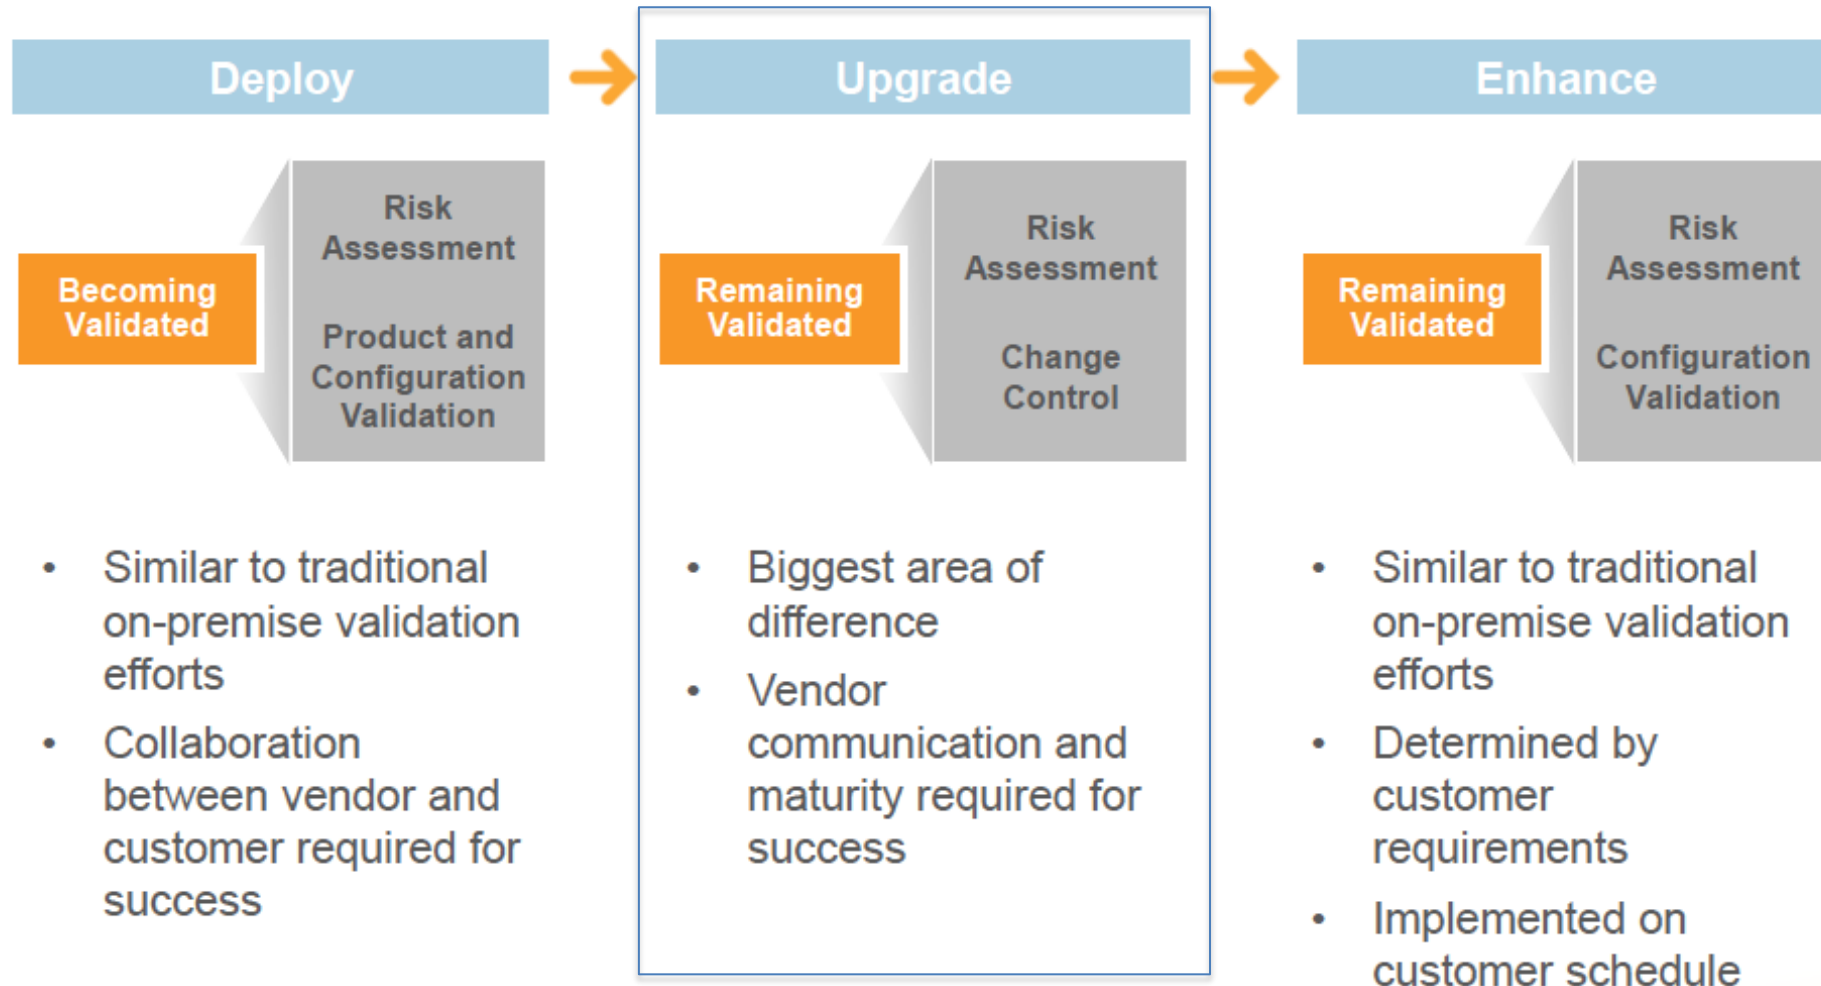 Deploy
Upgrade
Enhance
Becoming
Validated
Risk
Assessment
Product and
Configuration
Validation
Remaining
Validated
Risk
Assessment
Change
Control
Remaining
Validated
Risk
Assessment
Configuration
Validation
• Similar to traditional
on-premise validation
efforts
• Collaboration
between vendor and
customer required for
success
• Biggest area of
difference
• Vendor
communication and
maturity required for
success
• Similar to traditional
on-premise validation
efforts
• Determined by
customer
requirements
• Implemented on
customer schedule